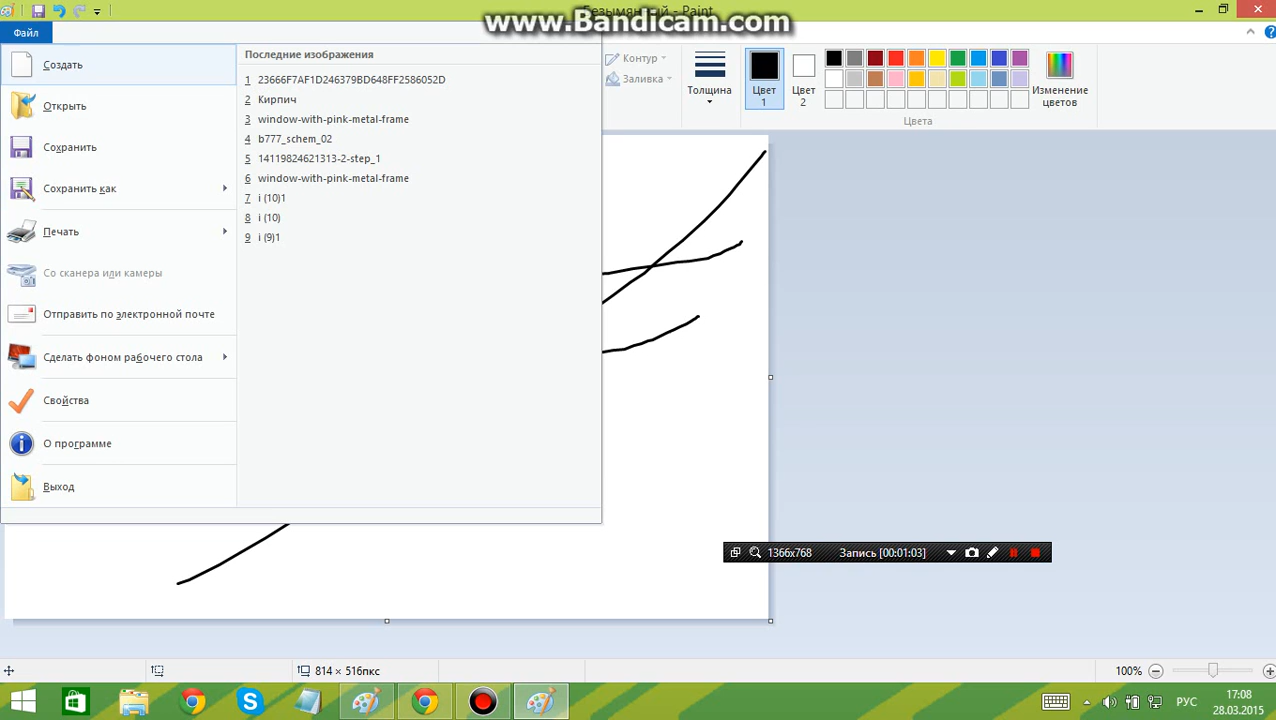 Безымянный - Paint
www.Bandicam.com
Файл
Создать
Открыть
Сохранить
Сохранить как
Печать
Со сканера или камеры
Отправить по электронной почте
Сделать фоном рабочего стола
Свойства
О программе
Выход
Последние изображения
1 23666F7AF1D246379BD648FF2586052D
2 Кирпич
3 window-with-pink-metal-frame
4 b777_schem_02
5 14119824621313-2-step_1
6 window-with-pink-metal-frame
7 i (10)1
8 i (10)
9 i (9)1
Контур
Заливка
Толщина
Цвет
1
Цвет
2
Изменение
цветов
Цвета
1366x768 Запись [00:01:03]
814 × 516пкс
100%
РУС
17:08
28.03.2015